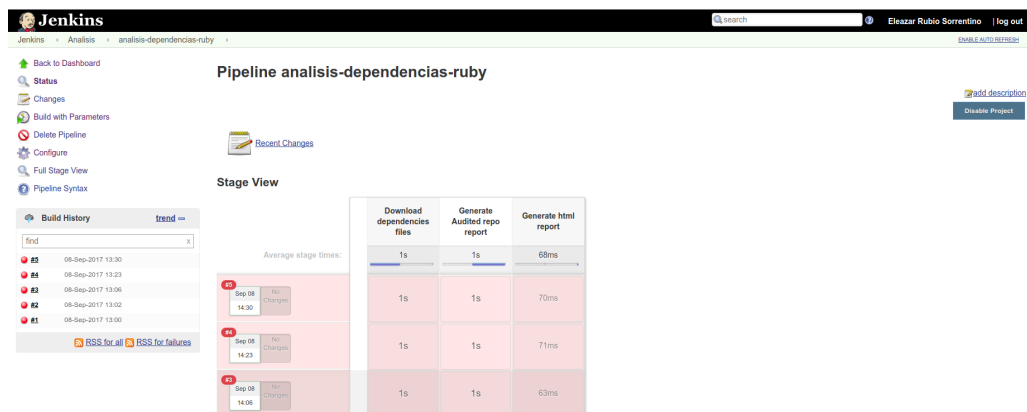 Jenkins
search
Eleazar Rubio Sorrentino | log out
Jenkins Analisis analisis-dependencias-ruby
ENABLE AUTO REFRESH
Back to Dashboard
Status
Changes
Build with Parameters
Delete Pipeline
Configure
Full Stage View
Pipeline Syntax
Build History trend
find x
#5 08-Sep-2017 13:30
#4 08-Sep-2017 13:23
#3 08-Sep-2017 13:06
#2 08-Sep-2017 13:02
#1 08-Sep-2017 13:00
RSS for all RSS for failures
Pipeline analisis-dependencias-ruby
add description
Disable Project
Recent Changes
Stage View
Download dependencies files
Generate Audited repo report
Generate html report
Average stage times: 1s 1s 68ms
#5
Sep 08
14:30
No Changes
1s 1s 70ms
#4
Sep 08
14:23
No Changes
1s 1s 71ms
#3
Sep 08
14:06
No Changes
1s 1s 63ms